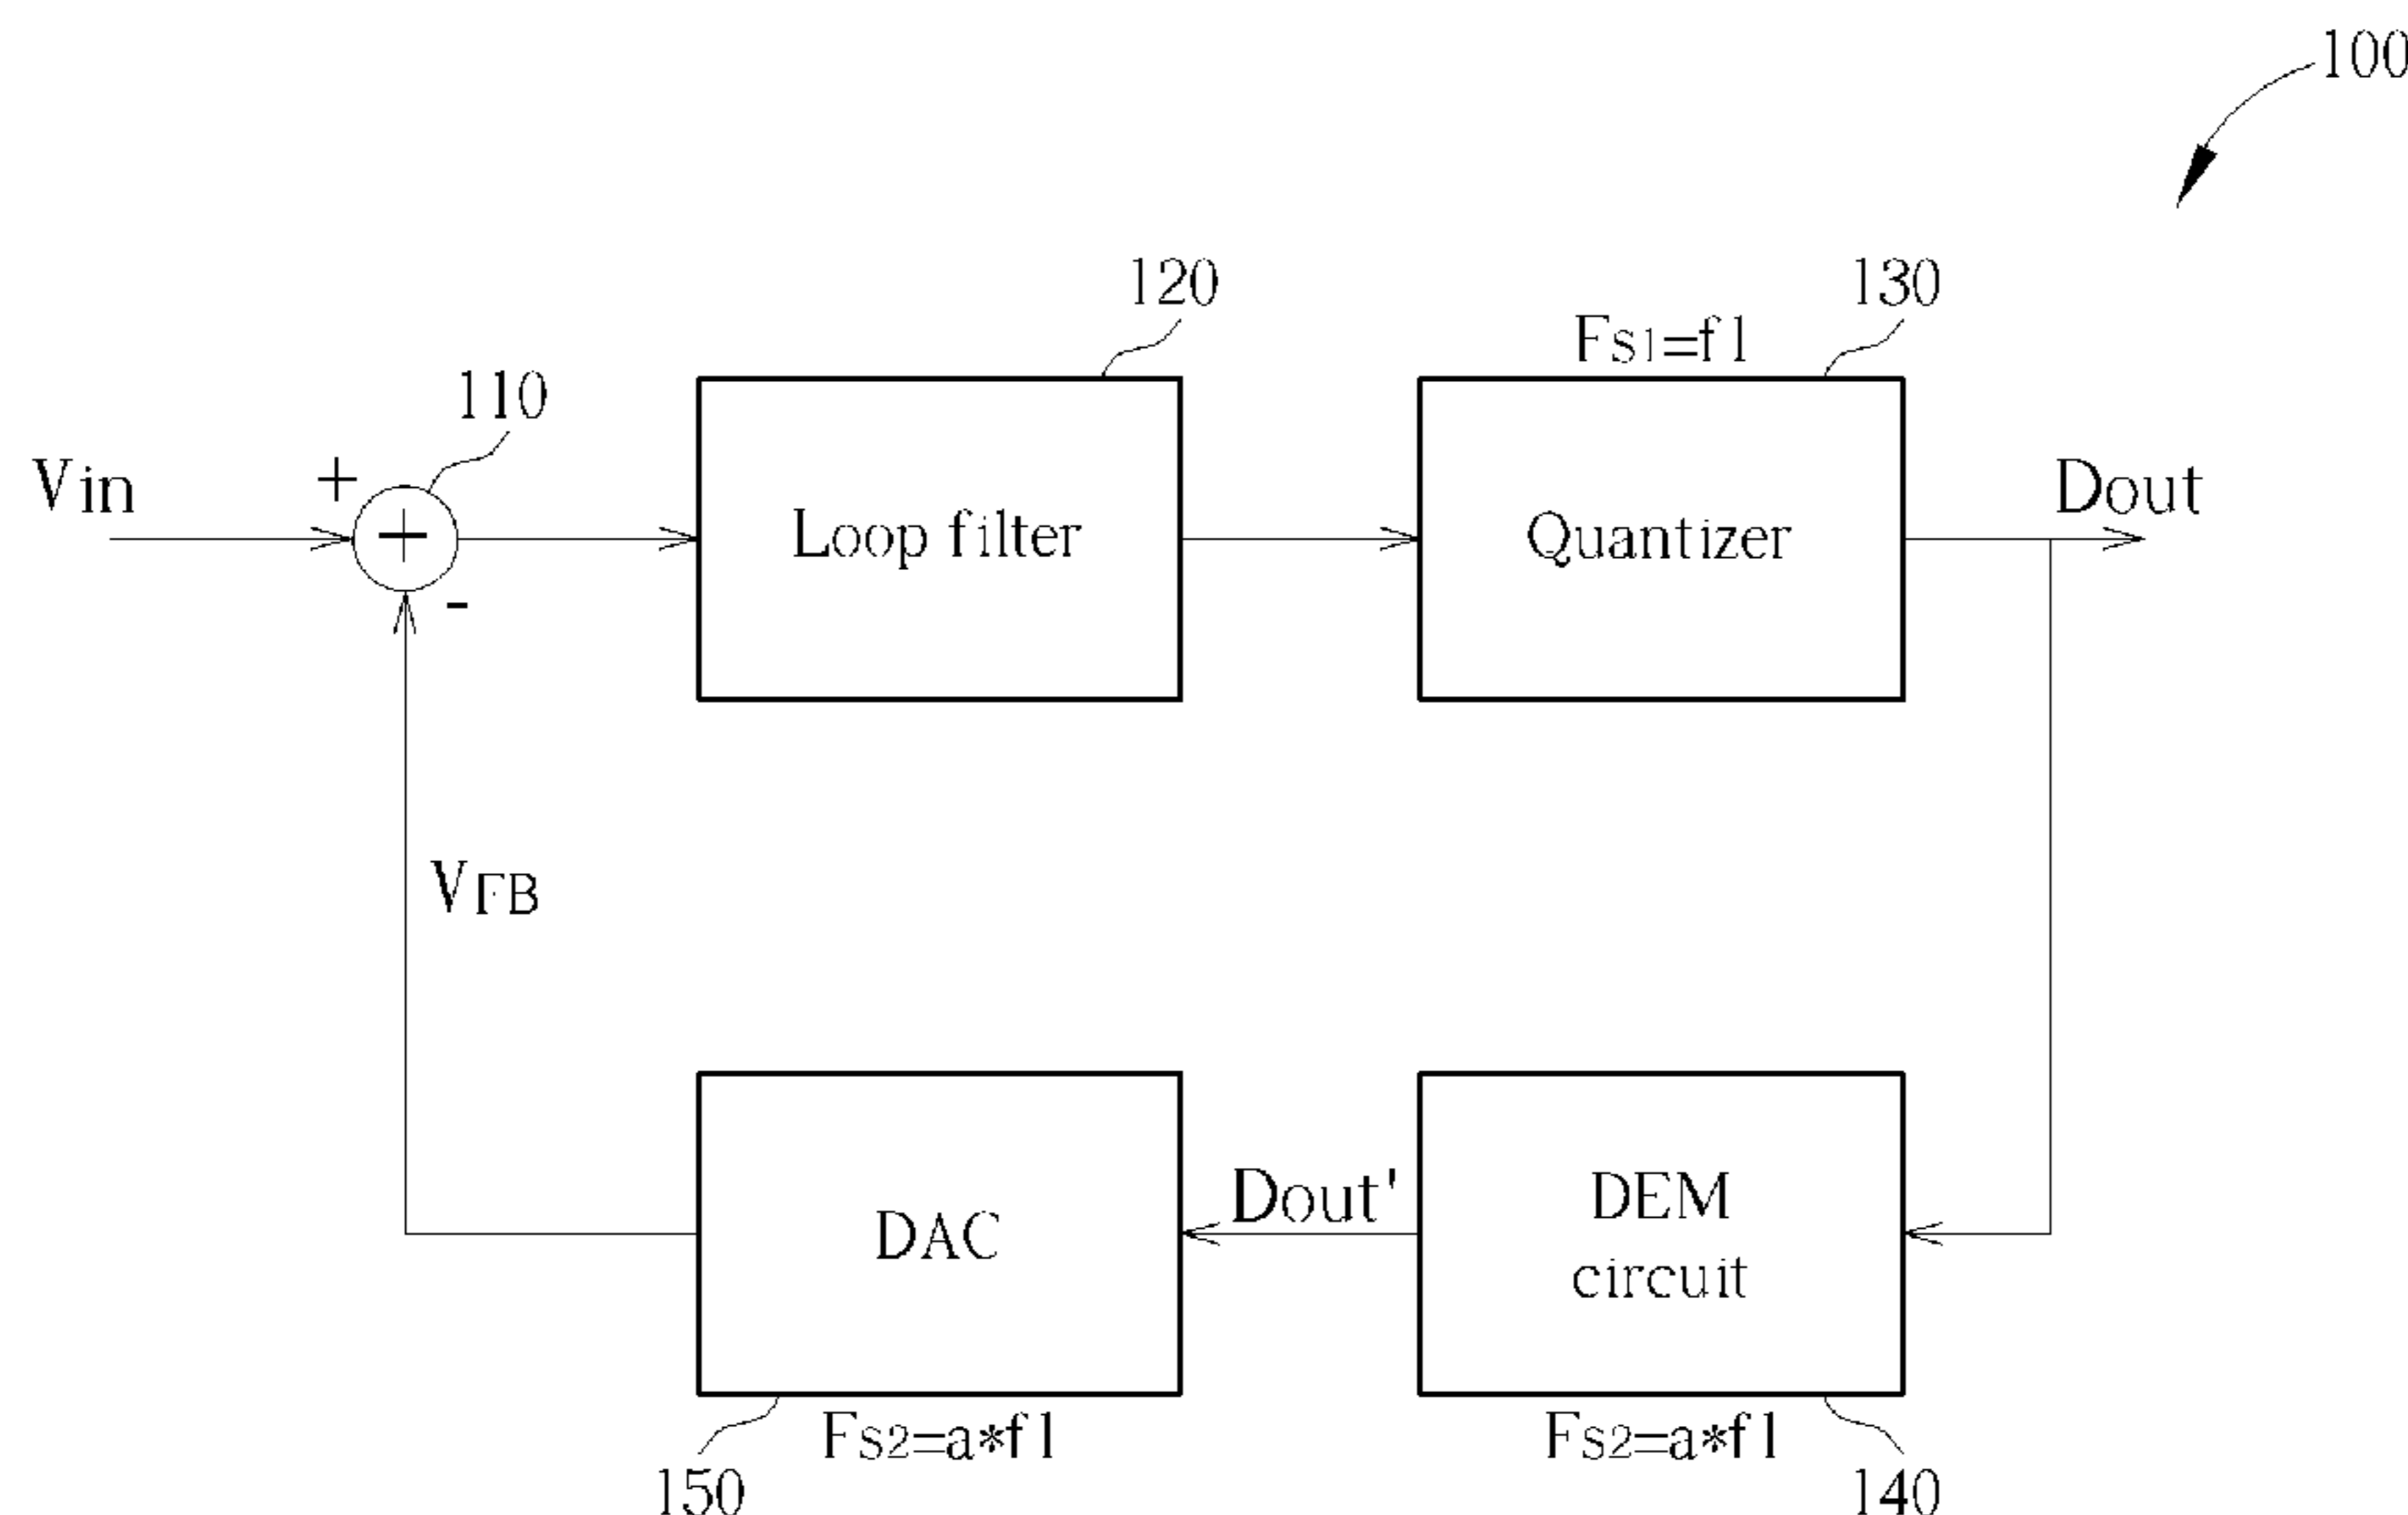 100
120
130
Fs1=f1
110
Vin
+
+
-
Loop filter
Quantizer
Dout
VFB
DAC
Dout'
DEM
circuit
Fs2=a*f1
Fs2=a*f1
150
140